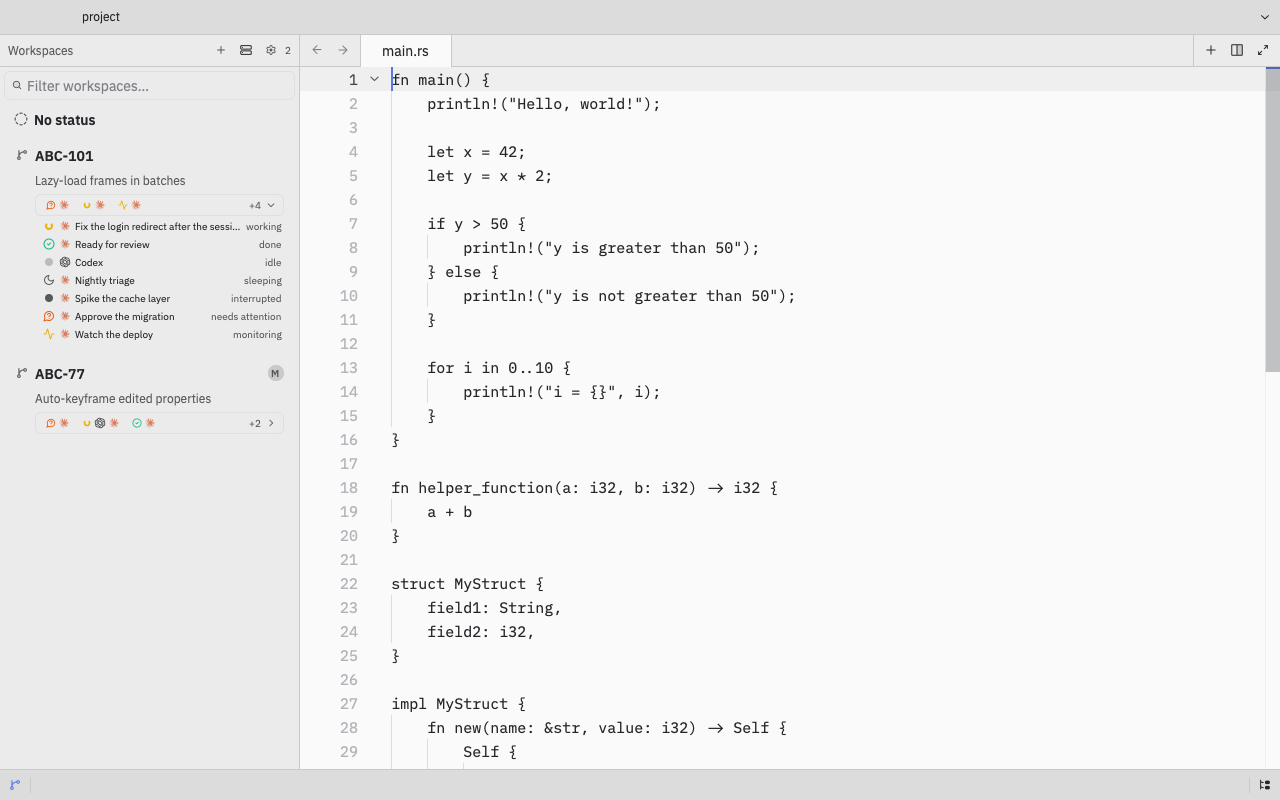 project
Workspaces
2
main.rs
Filter workspaces...
No status
ABC-101
Lazy-load frames in batches
+4
Fix the login redirect after the sessi... working
Ready for review done
Codex idle
Nightly triage sleeping
Spike the cache layer interrupted
Approve the migration needs attention
Watch the deploy monitoring
ABC-77 M
Auto-keyframe edited properties
+2
1 fn main() {
2     println!("Hello, world!");
3
4     let x = 42;
5     let y = x * 2;
6
7     if y > 50 {
8         println!("y is greater than 50");
9     } else {
10         println!("y is not greater than 50");
11     }
12
13     for i in 0..10 {
14         println!("i = {}", i);
15     }
16 }
17
18 fn helper_function(a: i32, b: i32) -> i32 {
19     a + b
20 }
21
22 struct MyStruct {
23     field1: String,
24     field2: i32,
25 }
26
27 impl MyStruct {
28     fn new(name: &str, value: i32) -> Self {
29         Self {